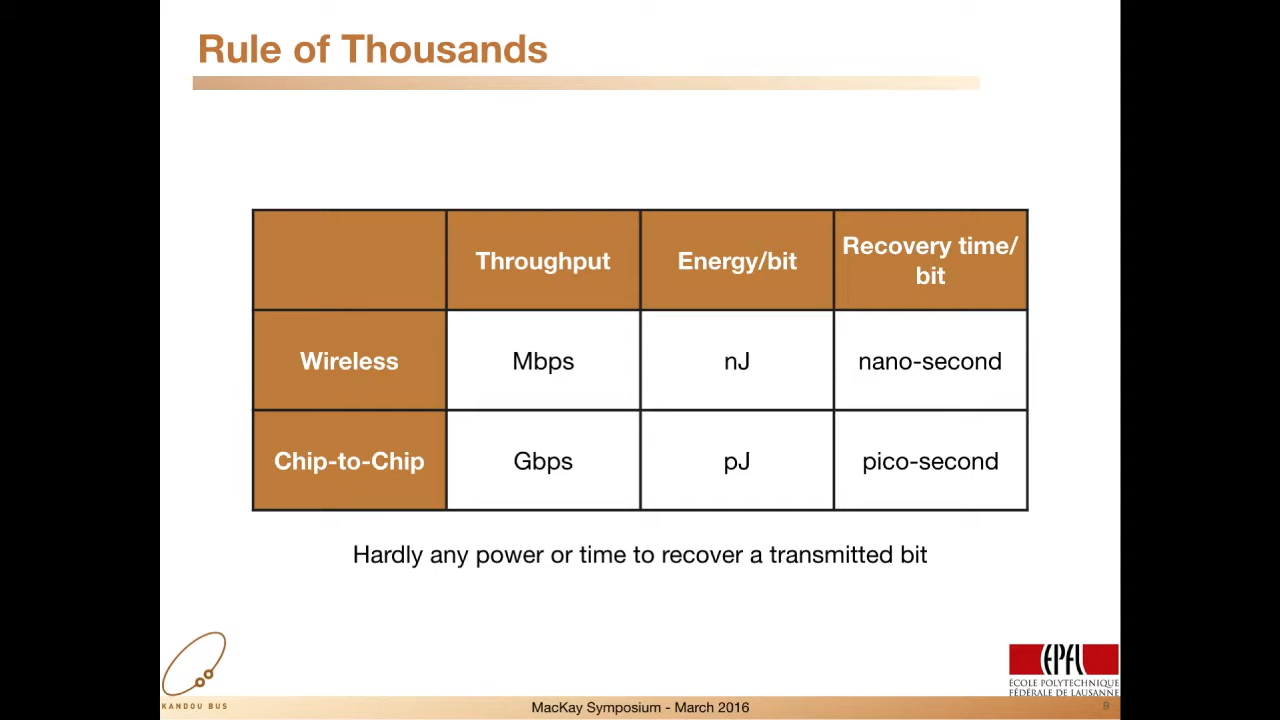 Rule of Thousands
Throughput Energy/bit Recovery time/
bit
Wireless Mbps nJ nano-second
Chip-to-Chip Gbps pJ pico-second
Hardly any power or time to recover a transmitted bit
KANDOU BUS
MacKay Symposium - March 2016
EPFL
ÉCOLE POLYTECHNIQUE
FÉDÉRALE DE LAUSANNE
9